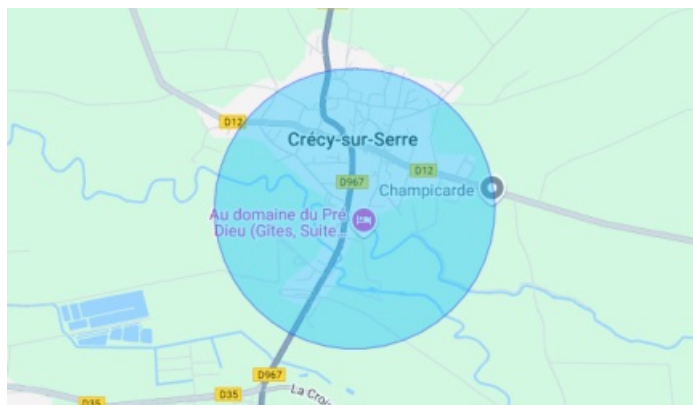 D12
Crécy-sur-Serre
D12
D967
Champicarde
Au domaine du Pré
Dieu (Gîtes, Suite...
D967
D35
La Croi
D35